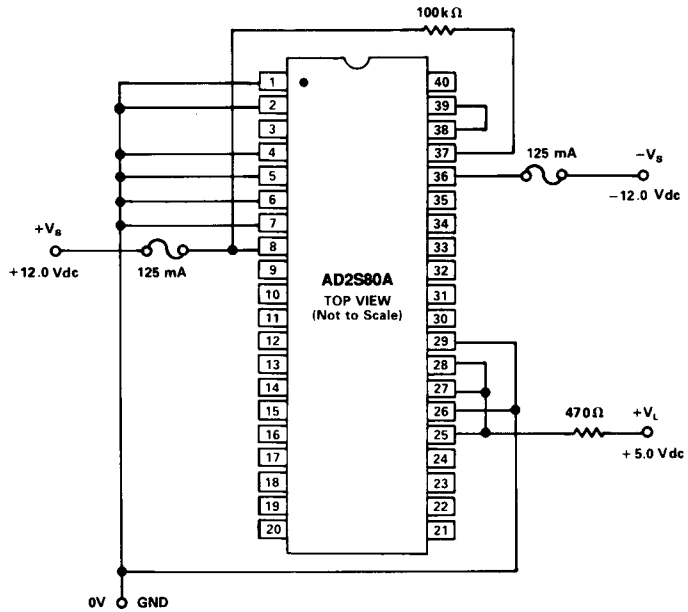 100kΩ
1
2
3
4
5
6
7
8
9
10
11
12
13
14
15
16
17
18
19
20
40
39
38
37
36
35
34
33
32
31
30
29
28
27
26
25
24
23
22
21
125 mA
−Vₛ
−12.0 Vdc
+Vₛ
+12.0 Vdc
125 mA
AD2S80A
TOP VIEW
(Not to Scale)
470Ω
+V_L
+5.0 Vdc
0V
GND